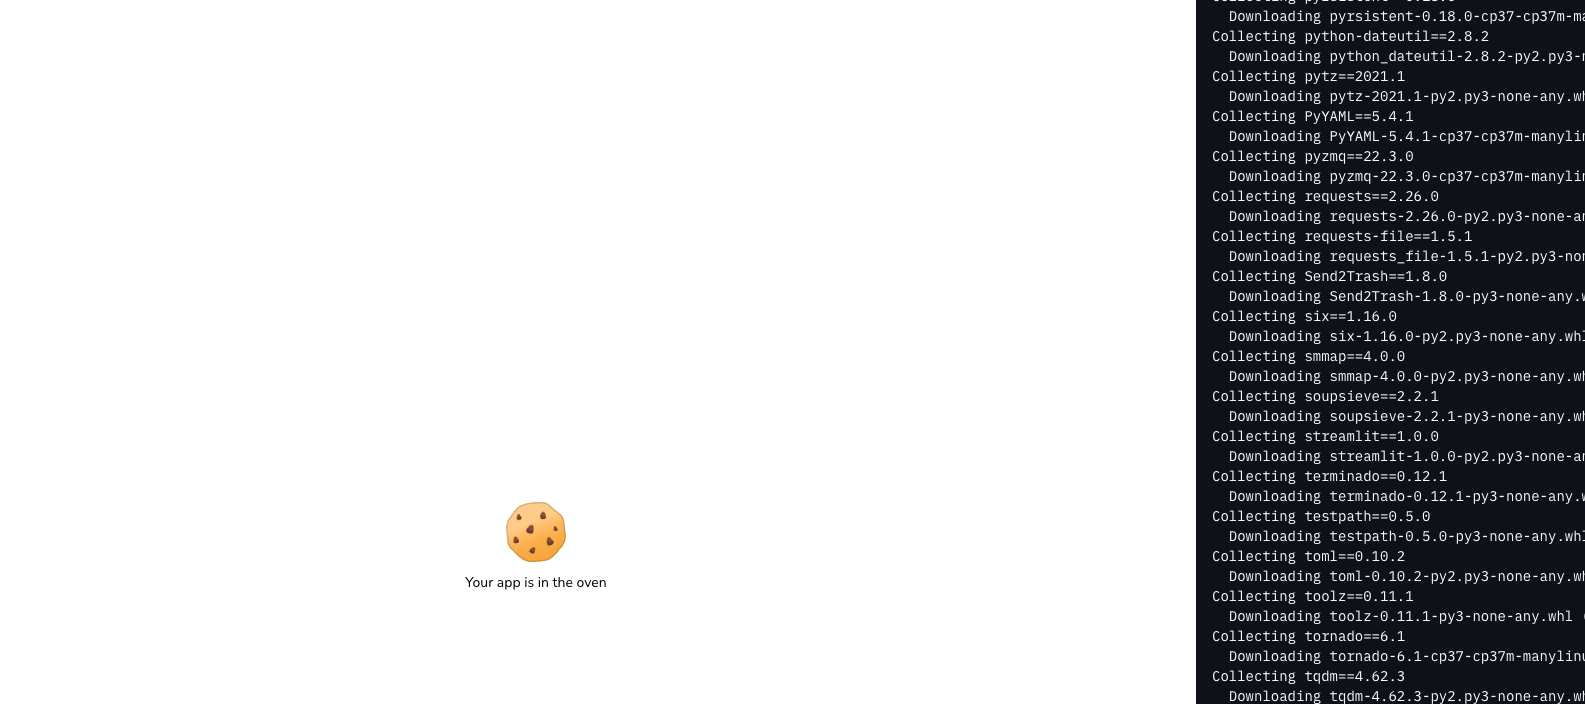 Your app is in the oven
Downloading pyrsistent-0.18.0-cp37-cp37m-ma
Collecting python-dateutil==2.8.2
Downloading python_dateutil-2.8.2-py2.py3-n
Collecting pytz==2021.1
Downloading pytz-2021.1-py2.py3-none-any.wh
Collecting PyYAML==5.4.1
Downloading PyYAML-5.4.1-cp37-cp37m-manylin
Collecting pyzmq==22.3.0
Downloading pyzmq-22.3.0-cp37-cp37m-manylin
Collecting requests==2.26.0
Downloading requests-2.26.0-py2.py3-none-an
Collecting requests-file==1.5.1
Downloading requests_file-1.5.1-py2.py3-non
Collecting Send2Trash==1.8.0
Downloading Send2Trash-1.8.0-py3-none-any.w
Collecting six==1.16.0
Downloading six-1.16.0-py2.py3-none-any.whl
Collecting smmap==4.0.0
Downloading smmap-4.0.0-py2.py3-none-any.wh
Collecting soupsieve==2.2.1
Downloading soupsieve-2.2.1-py3-none-any.wh
Collecting streamlit==1.0.0
Downloading streamlit-1.0.0-py2.py3-none-an
Collecting terminado==0.12.1
Downloading terminado-0.12.1-py3-none-any.w
Collecting testpath==0.5.0
Downloading testpath-0.5.0-py3-none-any.whl
Collecting toml==0.10.2
Downloading toml-0.10.2-py2.py3-none-any.wh
Collecting toolz==0.11.1
Downloading toolz-0.11.1-py3-none-any.whl
Collecting tornado==6.1
Downloading tornado-6.1-cp37-cp37m-manylinu
Collecting tqdm==4.62.3
Downloading tqdm-4.62.3-py2.py3-none-any.wh